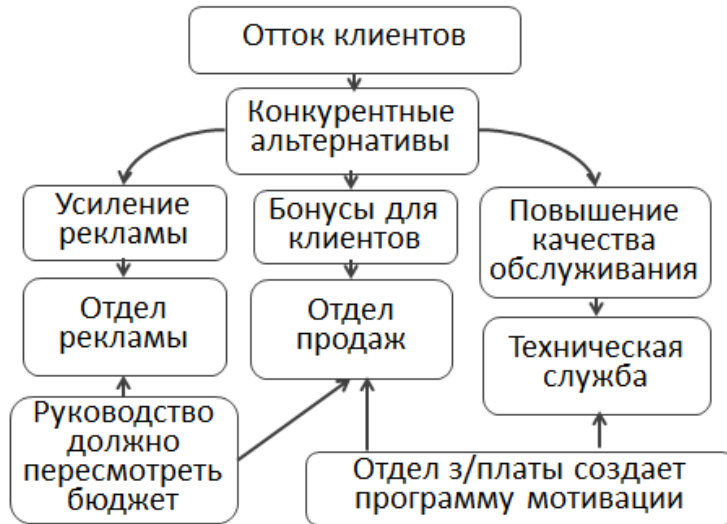 Отток клиентов
Конкурентные
альтернативы
Усиление
рекламы
Бонусы для
клиентов
Повышение
качества
обслуживания
Отдел
рекламы
Отдел
продаж
Техническая
служба
Руководство
должно
пересмотреть
бюджет
Отдел з/платы создает
программу мотивации